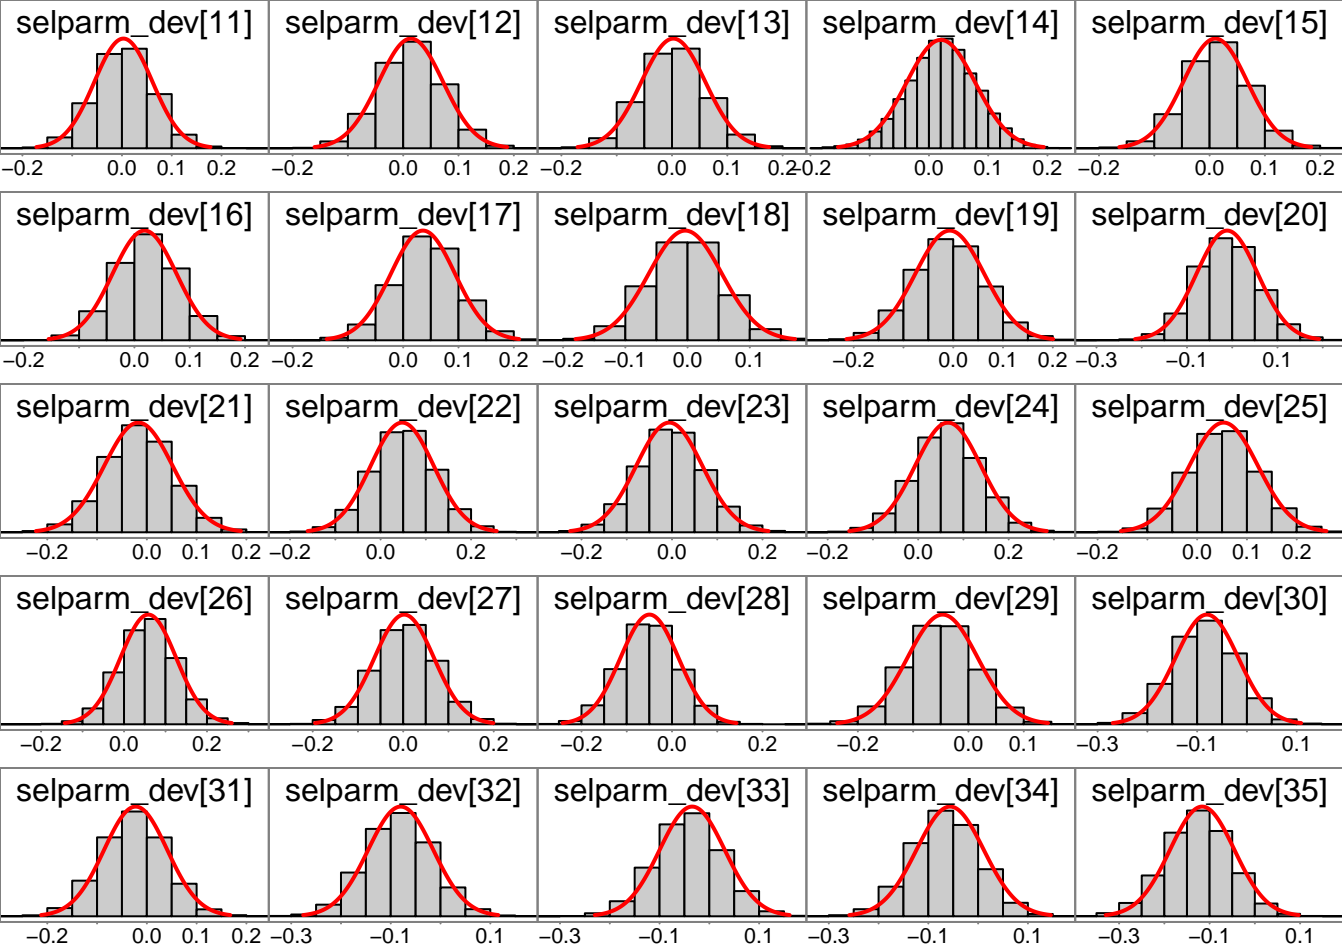 selparm_dev[11] selparm_dev[12] selparm_dev[13] selparm_dev[14] selparm_dev[15]
−0.2 0.0 0.1 0.2 −0.2 0.0 0.1 0.2 −0.2 0.0 0.1 0.2 −0.2 0.0 0.1 0.2 −0.2 0.0 0.1 0.2
selparm_dev[16] selparm_dev[17] selparm_dev[18] selparm_dev[19] selparm_dev[20]
−0.2 0.0 0.1 0.2 −0.2 0.0 0.1 0.2 −0.2 −0.1 0.0 0.1 −0.2 0.0 0.1 0.2 −0.3 −0.1 0.1
selparm_dev[21] selparm_dev[22] selparm_dev[23] selparm_dev[24] selparm_dev[25]
−0.2 0.0 0.1 0.2 −0.2 0.0 0.2 −0.2 0.0 0.2 −0.2 0.0 0.2 −0.2 0.0 0.1 0.2
selparm_dev[26] selparm_dev[27] selparm_dev[28] selparm_dev[29] selparm_dev[30]
−0.2 0.0 0.2 −0.2 0.0 0.2 −0.2 0.0 0.2 −0.2 0.0 0.1 −0.3 −0.1 0.1
selparm_dev[31] selparm_dev[32] selparm_dev[33] selparm_dev[34] selparm_dev[35]
−0.2 0.0 0.1 0.2 −0.3 −0.1 0.1 −0.3 −0.1 0.1 −0.3 −0.1 0.1 −0.3 −0.1 0.1